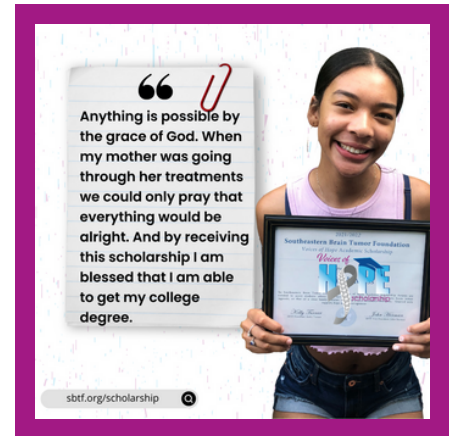 Anything is possible by
the grace of God. When
my mother was going
through her treatments
we could only pray that
everything would be
alright. And by receiving
this scholarship I am
blessed that I am able
to get my college
degree.
Southeastern Brain Tumor Foundation
Voices of Hope Academic Scholarship
Voices of
HOPE
scholarship
sbtf.org/scholarship